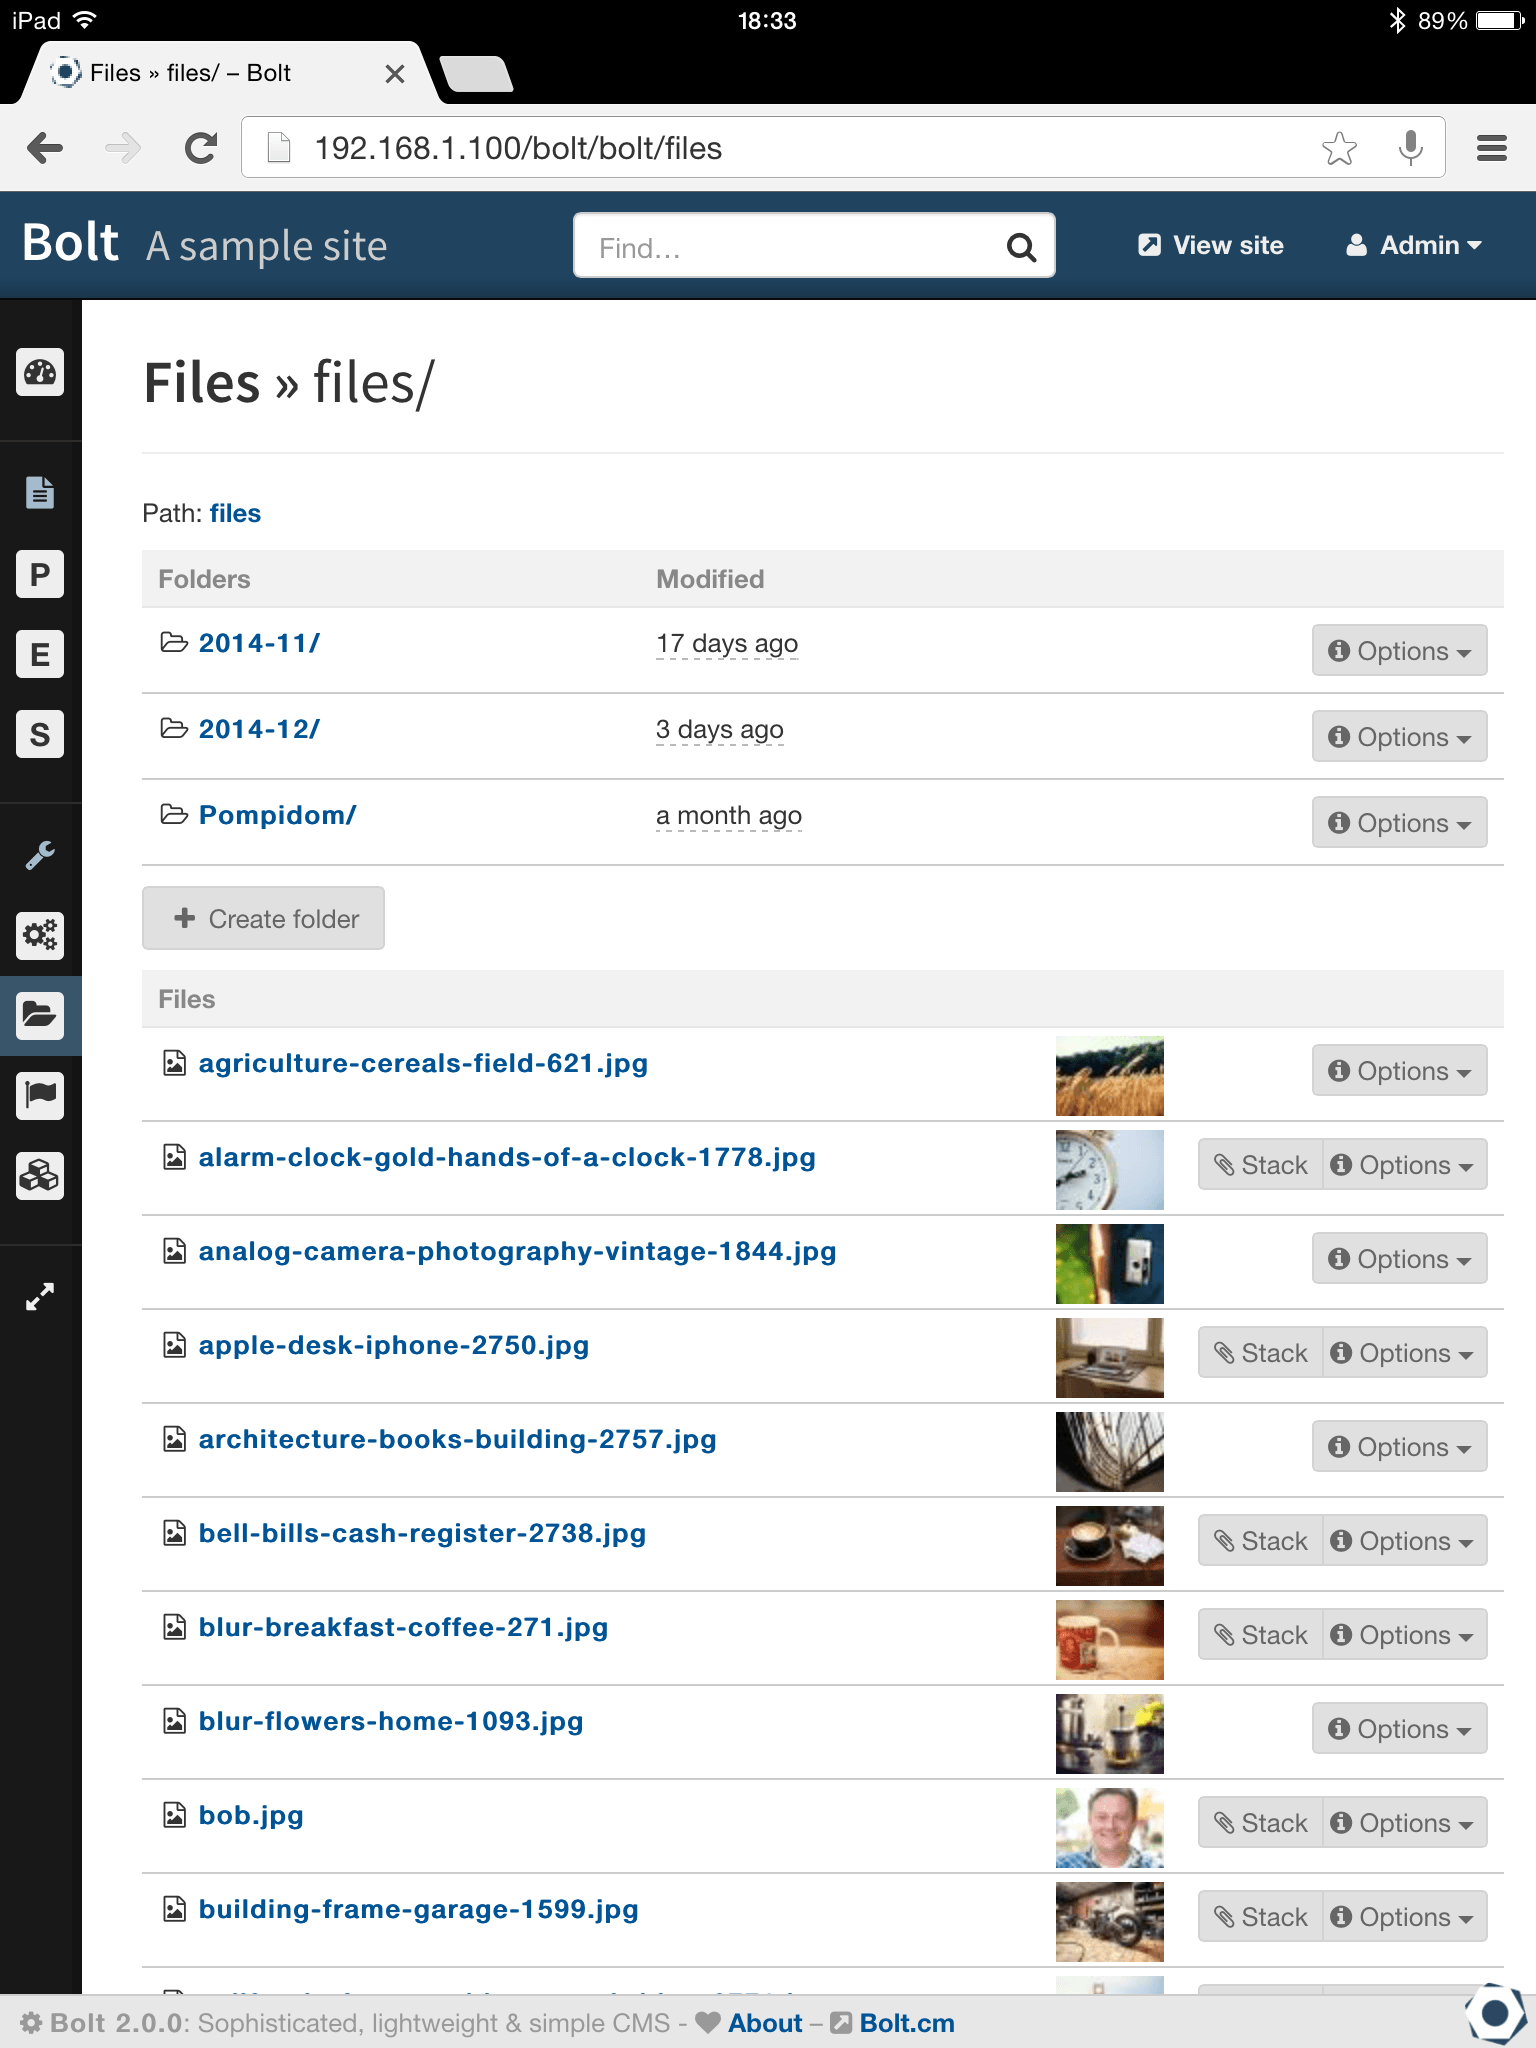 iPad 18:33 89%
Files » files/ – Bolt
192.168.1.100/bolt/bolt/files
Bolt A sample site Find... View site Admin
Files » files/
Path: files
Folders Modified
2014-11/ 17 days ago Options
P
2014-12/ 3 days ago Options
E
S
Pompidom/ a month ago Options
Create folder
Files
agriculture-cereals-field-621.jpg Options
alarm-clock-gold-hands-of-a-clock-1778.jpg Stack Options
analog-camera-photography-vintage-1844.jpg Options
apple-desk-iphone-2750.jpg Stack Options
architecture-books-building-2757.jpg Options
bell-bills-cash-register-2738.jpg Stack Options
blur-breakfast-coffee-271.jpg Stack Options
blur-flowers-home-1093.jpg Options
bob.jpg Stack Options
building-frame-garage-1599.jpg Stack Options
Bolt 2.0.0: Sophisticated, lightweight & simple CMS - About – Bolt.cm